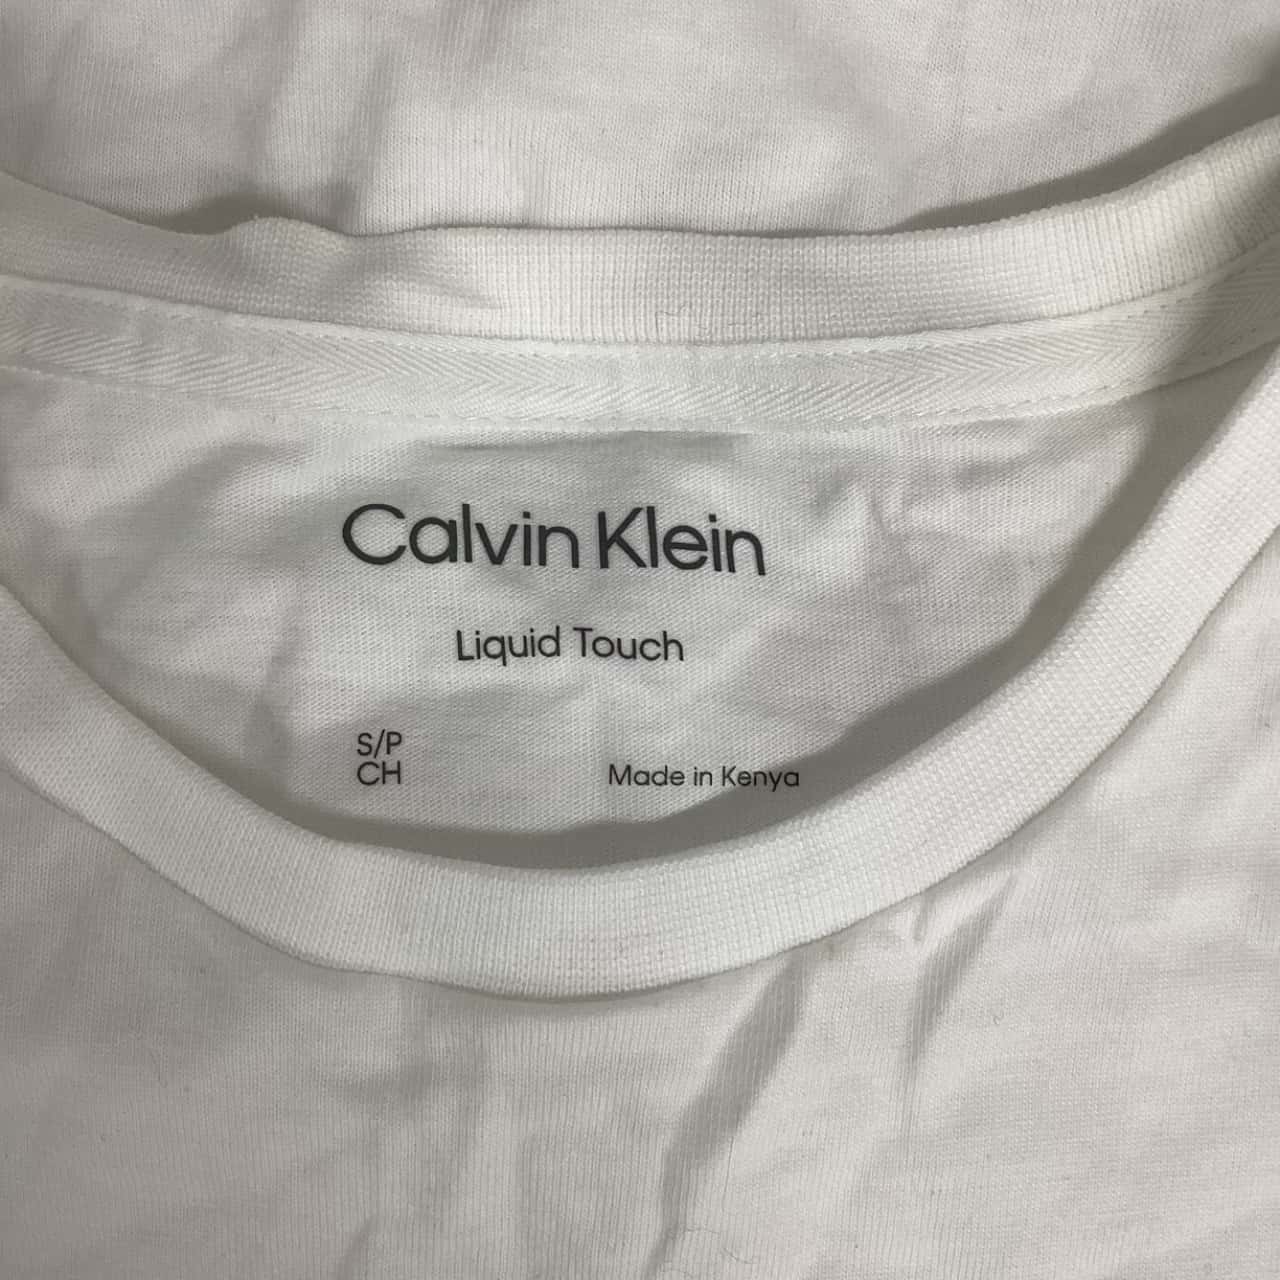 Calvin Klein
Liquid Touch
S/P
CH
Made in Kenya